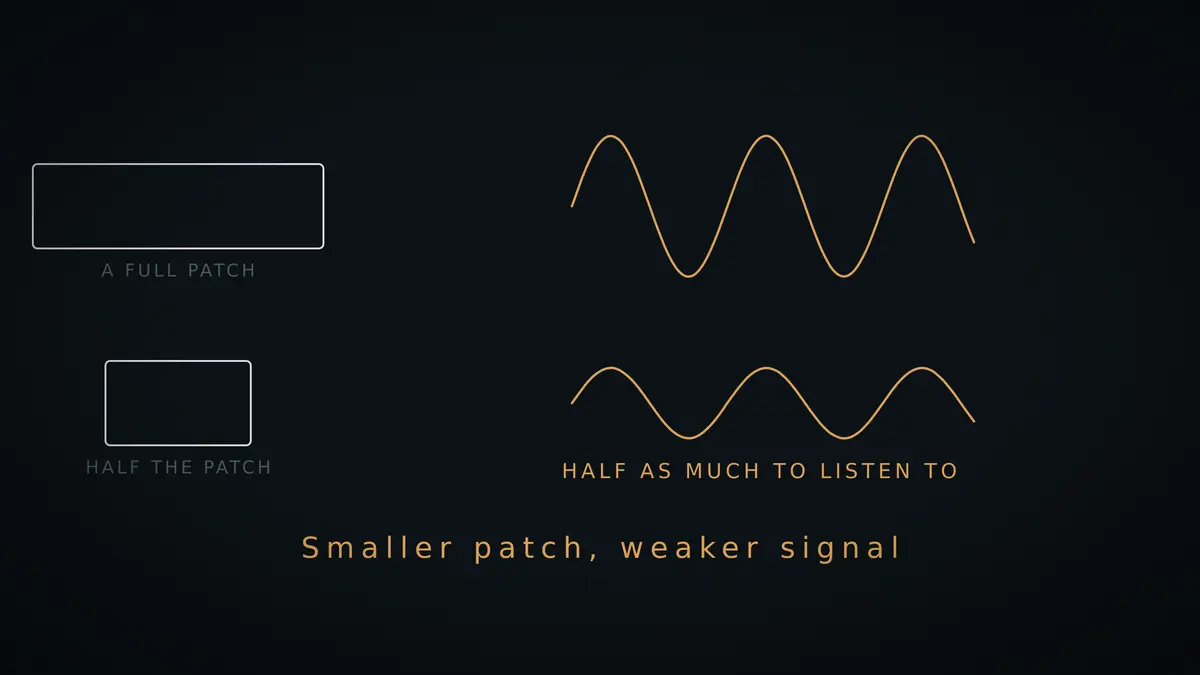 A FULL PATCH
HALF THE PATCH
HALF AS MUCH TO LISTEN TO
Smaller patch, weaker signal